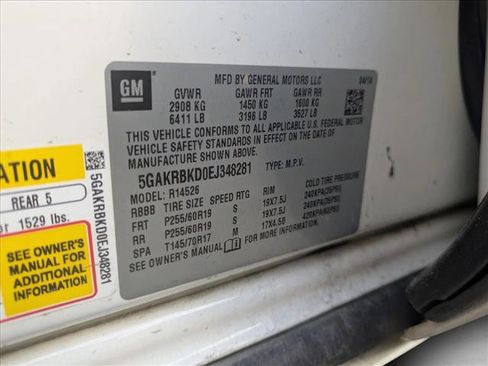 GM
MFD BY GENERAL MOTORS LLC 04/14
GVWR GAWR FRT GAWR RR
2908 KG 1450 KG 1600 KG
6411 LB 3196 LB 3527 LB
THIS VEHICLE CONFORMS TO ALL APPLICABLE U.S. FEDERAL MOTOR
VEHICLE SAFETY STANDARDS IN EFFECT ON THE DATE OF
MANUFACTURE SHOWN ABOVE.
5GAKRBKD0EJ348281 TYPE: M.P.V.
RBBB R14526
TIRE SIZE SPEED RTG RIM COLD TIRE PRESSURE
FRT P255/60R19 S 19X7.5J 240KPA(35PSI)
RR P255/60R19 S 19X7.5J 240KPA(35PSI)
SPA T145/70R17 M 17X4.5B 420KPA(60PSI)
SEE OWNER'S MANUAL FOR MORE INFORMATION.
ATION
REAR 5
or 1529 lbs.
SEE OWNER'S
MANUAL FOR
ADDITIONAL
INFORMATION
5GAKRBKD0EJ348281